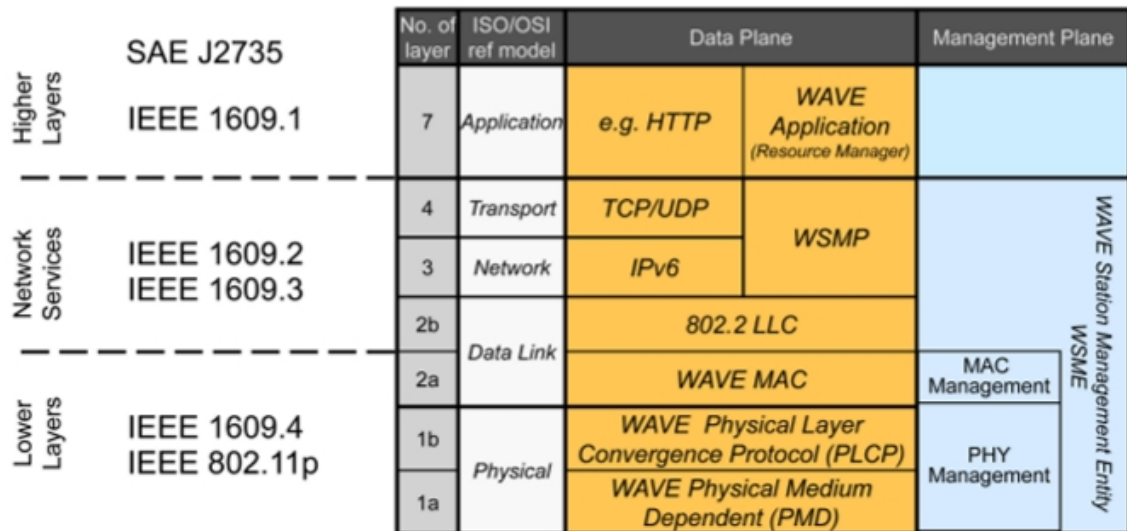 No. of
layer
ISO/OSI
ref model
Data Plane
Management Plane
Higher
Layers
SAE J2735
IEEE 1609.1
7
Application
e.g. HTTP
WAVE
Application
(Resource Manager)
Network
Services
IEEE 1609.2
IEEE 1609.3
4
Transport
TCP/UDP
WSMP
3
Network
IPv6
2b
Data Link
802.2 LLC
2a
WAVE MAC
MAC
Management
WAVE Station Management Entity
WSME
Lower
Layers
IEEE 1609.4
IEEE 802.11p
1b
Physical
WAVE Physical Layer
Convergence Protocol (PLCP)
PHY
Management
1a
WAVE Physical Medium
Dependent (PMD)